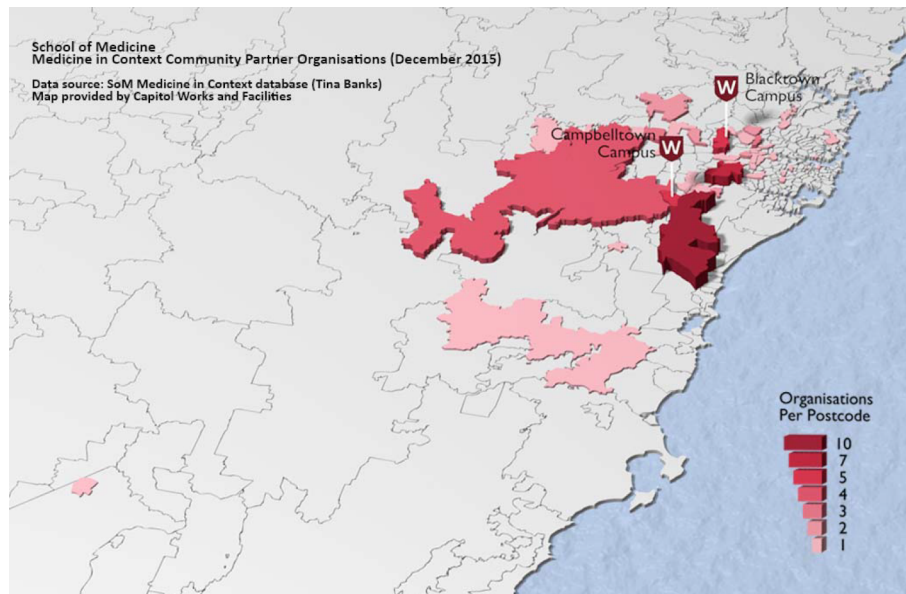 School of Medicine
Medicine in Context Community Partner Organisations (December 2015)
Data source: SoM Medicine in Context database (Tina Banks)
Map provided by Capitol Works and Facilities
W
Blacktown
Campus
Campbelltown
Campus
W
Organisations
Per Postcode
10
7
5
4
3
2
1